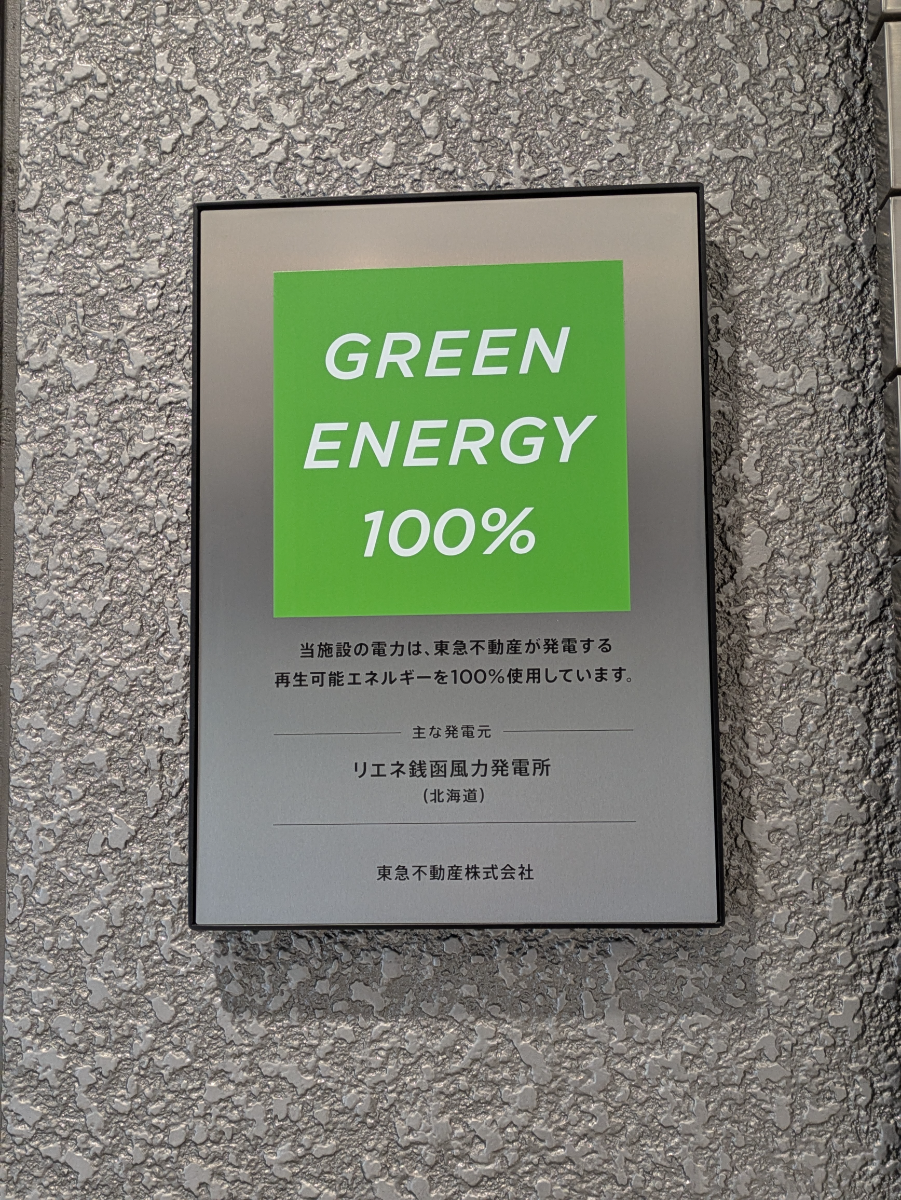 GREEN
ENERGY
100%
当施設の電力は、東急不動産が発電する
再生可能エネルギーを100%使用しています。
主な発電元
リエネ銭函風力発電所
(北海道)
東急不動産株式会社